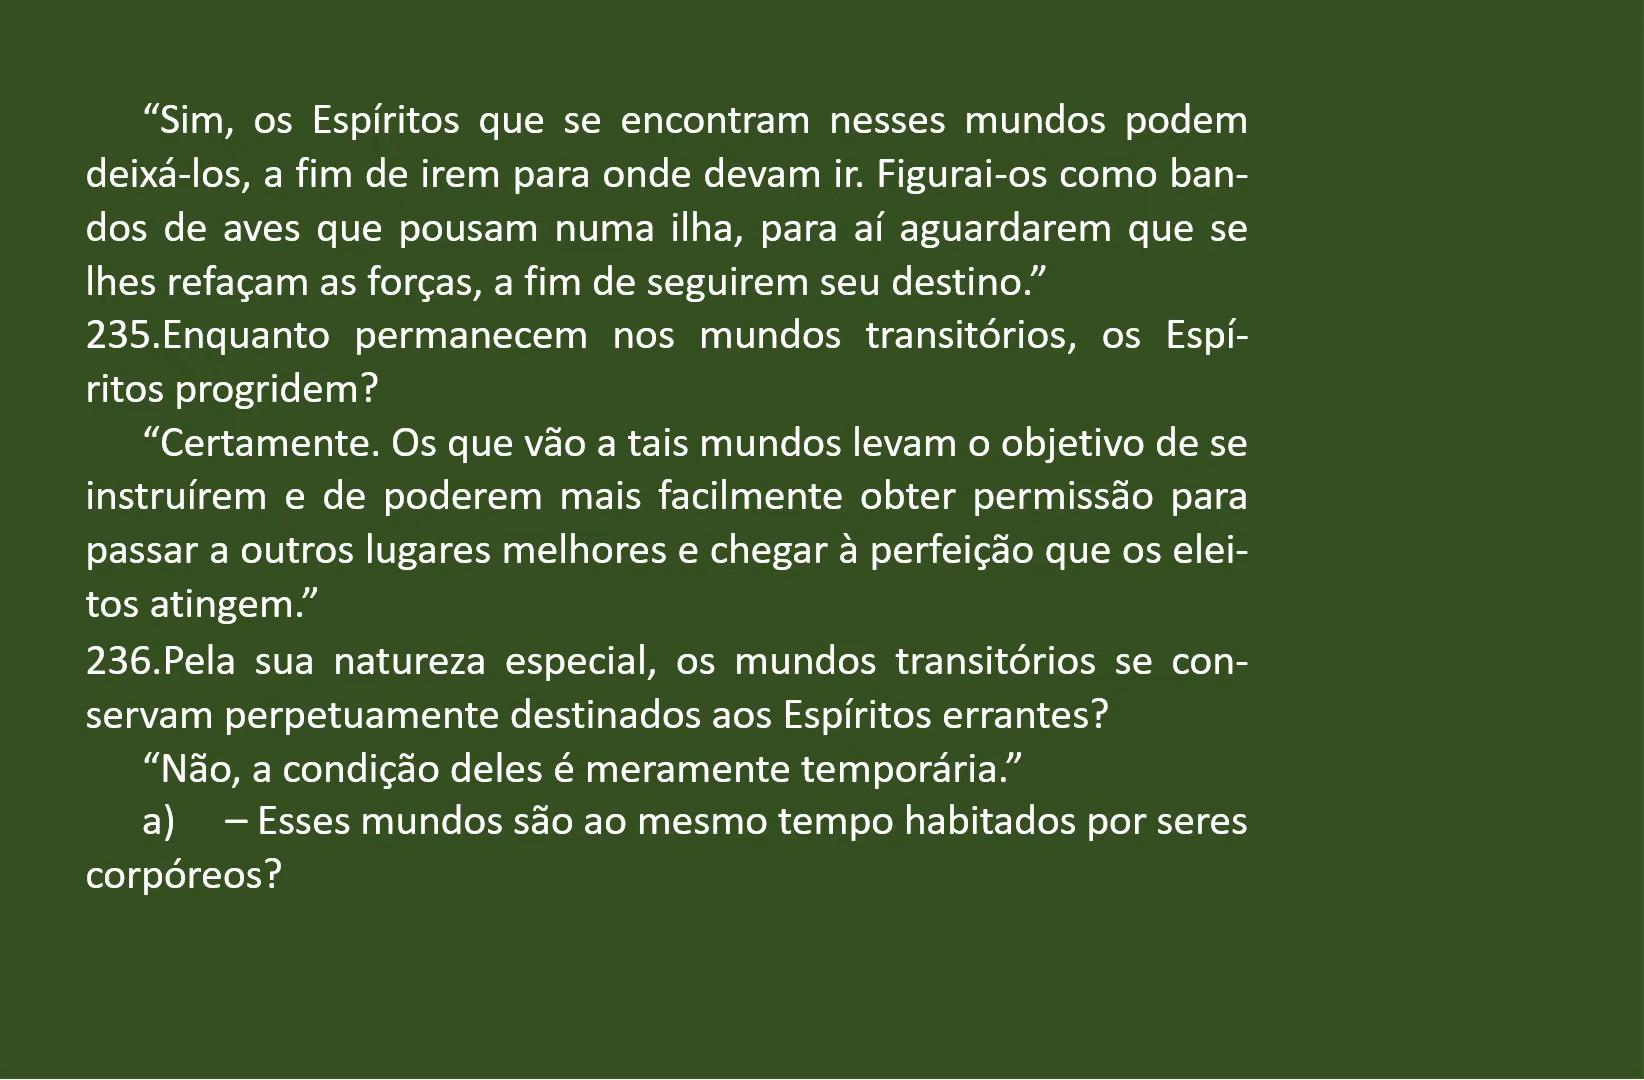 “Sim, os Espíritos que se encontram nesses mundos podem
deixá-los, a fim de irem para onde devam ir. Figurai-os como ban-
dos de aves que pousam numa ilha, para aí aguardarem que se
lhes refaçam as forças, a fim de seguirem seu destino.”
235.Enquanto permanecem nos mundos transitórios, os Espí-
ritos progridem?
“Certamente. Os que vão a tais mundos levam o objetivo de se
instruírem e de poderem mais facilmente obter permissão para
passar a outros lugares melhores e chegar à perfeição que os elei-
tos atingem.”
236.Pela sua natureza especial, os mundos transitórios se con-
servam perpetuamente destinados aos Espíritos errantes?
“Não, a condição deles é meramente temporária.”
a) – Esses mundos são ao mesmo tempo habitados por seres
corpóreos?